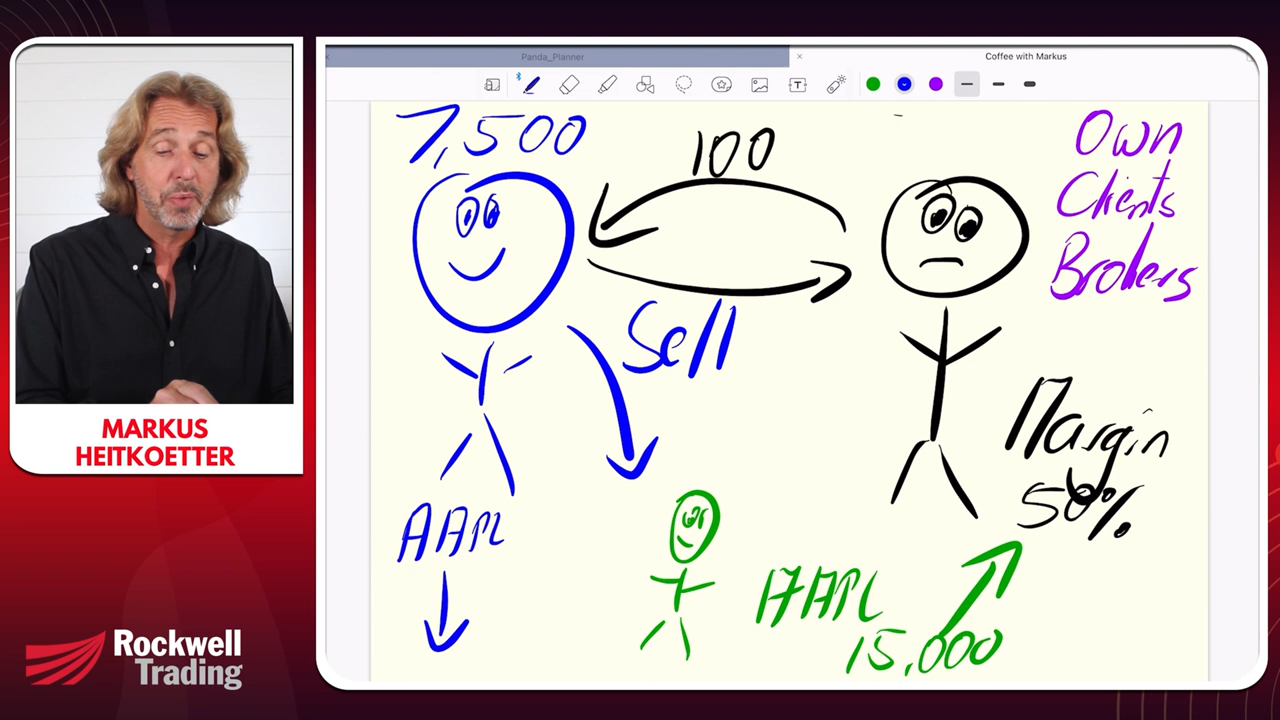 Panda_Planner
Coffee with Markus
7,500
100
Own
Clients
Brokers
Sell
Margin
50%
AAPL
AAPL
15,000
T
MARKUS
HEITKOETTER
Rockwell
Trading